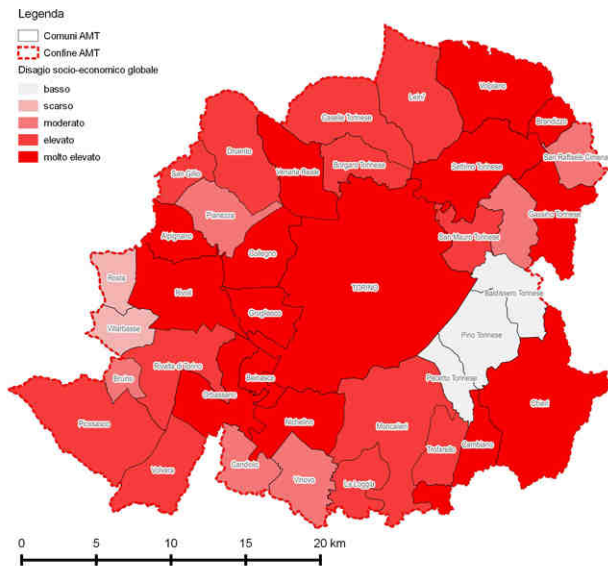 Legenda
Comuni AMT
Confine AMT
Disagio socio-economico globale
basso
scarso
moderato
elevato
molto elevato
Leini'
Volpiano
Caselle Torinese
Brandizzo
San Raffaele Cimena
Druento
Borgaro Torinese
Settimo Torinese
Venaria Reale
San Gillio
Pianezza
Gassino Torinese
Alpignano
San Mauro Torinese
Collegno
Rosta
Rivoli
TORINO
Baldissero Torinese
Grugliasco
Villarbasse
Pino Torinese
Rivalta di Torino
Bruino
Beinasco
Pecetto Torinese
Orbassano
Chieri
Piossasco
Nichelino
Moncalieri
Trofarello
Cambiano
Volvera
Candiolo
Vinovo
La Loggia
0 5 10 15 20 km